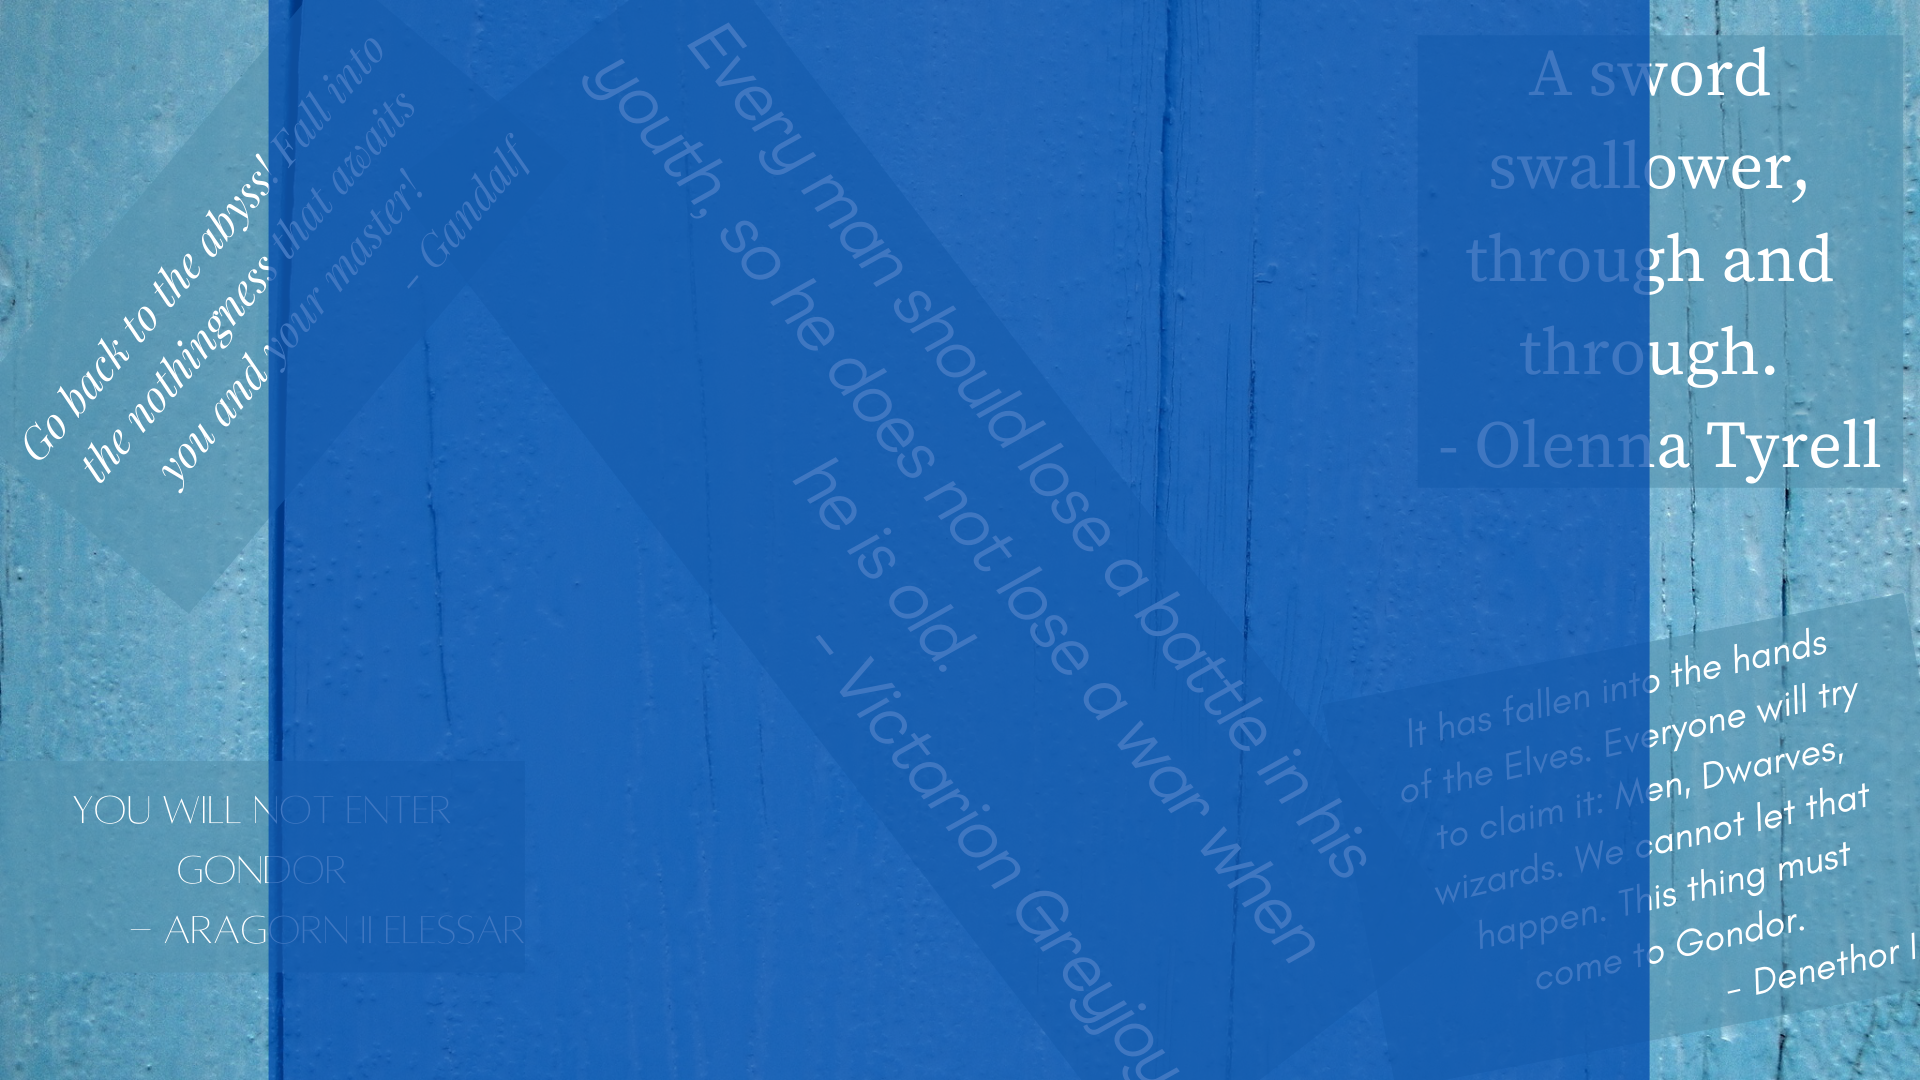 Go back to the abyss! Fall into
the nothingness that awaits
you and your master!
- Gandalf
Every man should lose a battle in his
youth, so he does not lose a war when
he is old.
- Victarion Greyjoy
A sword
swallower,
through and
through.
- Olenna Tyrell
YOU WILL NOT ENTER
GONDOR
- ARAGORN II ELESSAR
It has fallen into the hands
of the Elves. Everyone will try
to claim it: Men, Dwarves,
wizards. We cannot let that
happen. This thing must
come to Gondor.
- Denethor I